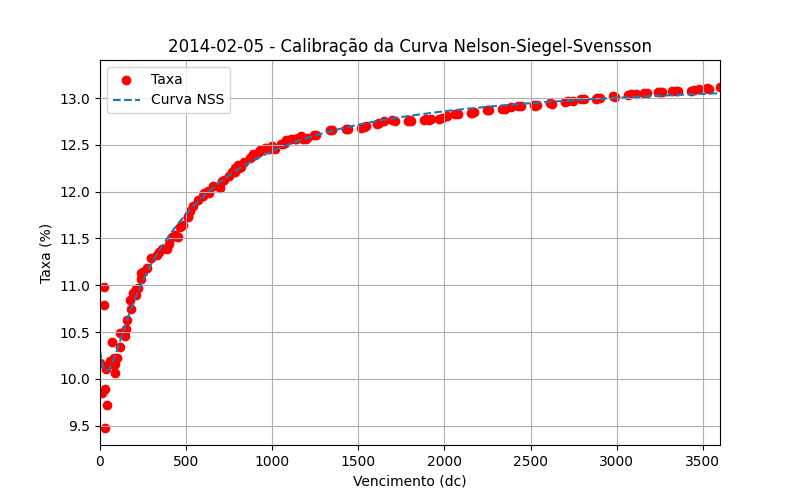 2014-02-05 - Calibração da Curva Nelson-Siegel-Svensson
Taxa
Curva NSS
Taxa (%)
13.0
12.5
12.0
11.5
11.0
10.5
10.0
9.5
0 500 1000 1500 2000 2500 3000 3500
Vencimento (dc)